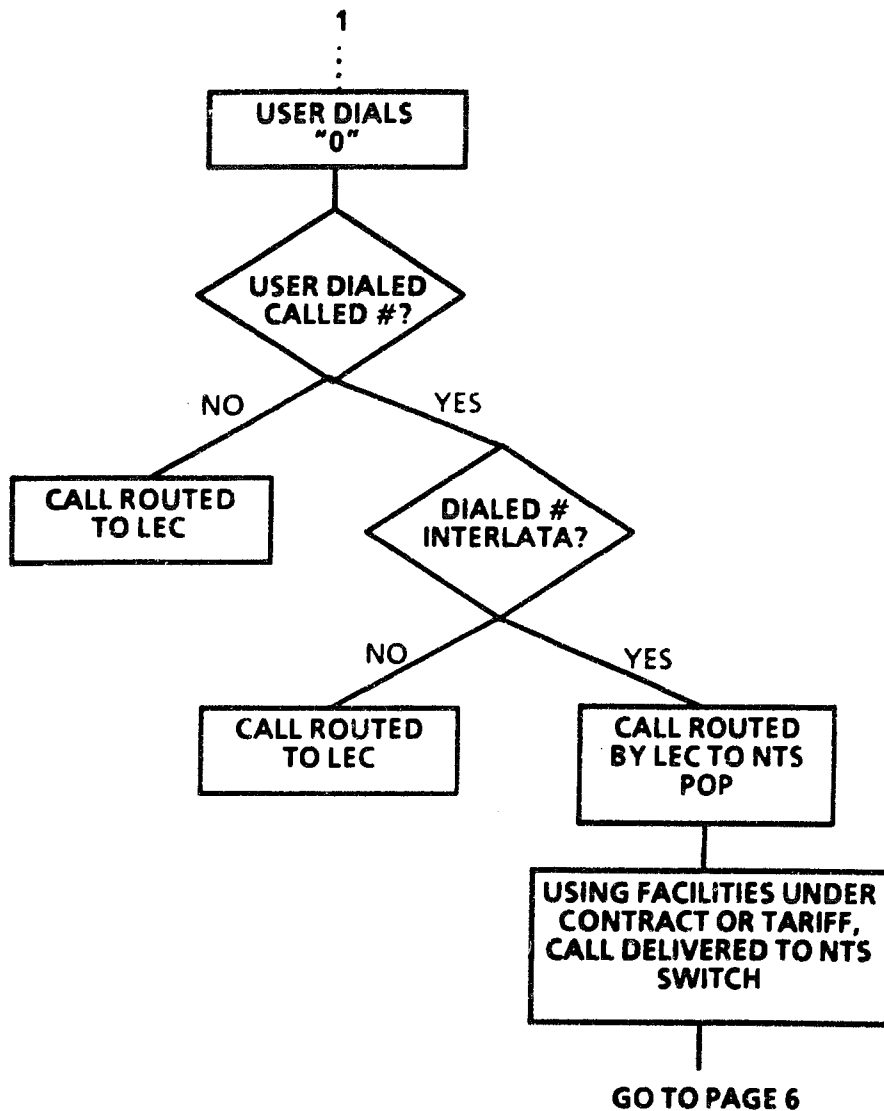 1
USER DIALS
"0"
USER DIALED
CALLED #?
NO
YES
CALL ROUTED
TO LEC
DIALED #
INTERLATA?
NO
YES
CALL ROUTED
TO LEC
CALL ROUTED
BY LEC TO NTS
POP
USING FACILITIES UNDER
CONTRACT OR TARIFF,
CALL DELIVERED TO NTS
SWITCH
GO TO PAGE 6